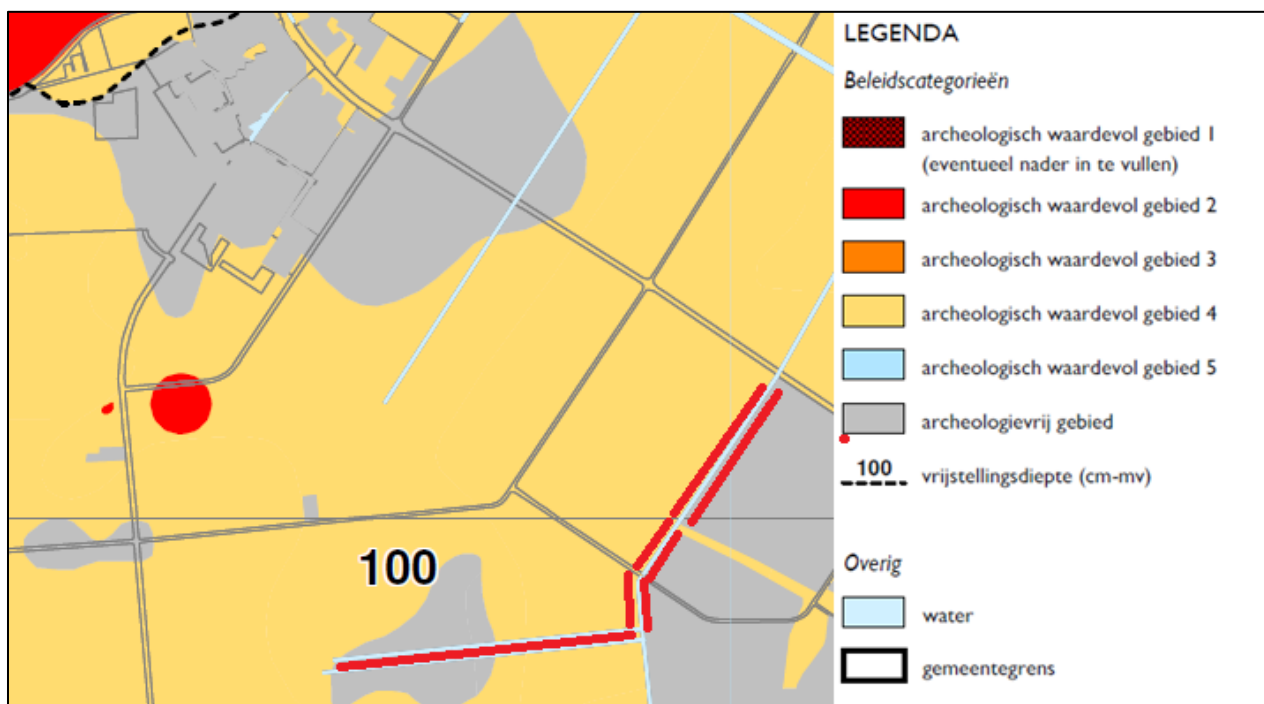 100
LEGENDA
Beleidscategorieën
archeologisch waardevol gebied 1
(eventueel nader in te vullen)
archeologisch waardevol gebied 2
archeologisch waardevol gebied 3
archeologisch waardevol gebied 4
archeologisch waardevol gebied 5
archeologievrij gebied
100 vrijstellingsdiepte (cm-mv)
Overig
water
gemeentegrens